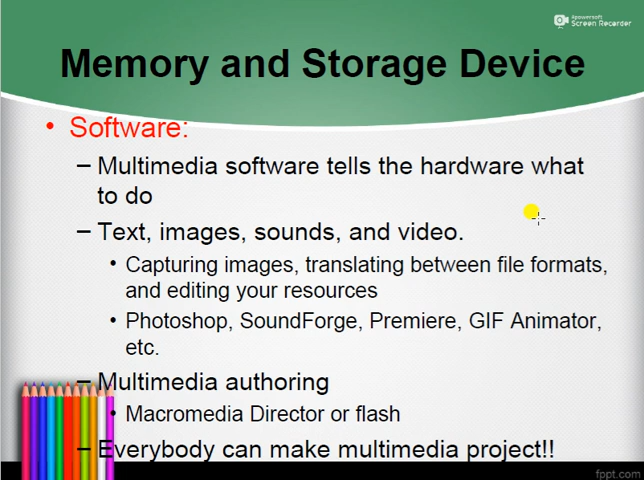 Apowersoft
Screen Recorder
Memory and Storage Device
• Software:
– Multimedia software tells the hardware what
to do
– Text, images, sounds, and video.
• Capturing images, translating between file formats,
and editing your resources
• Photoshop, SoundForge, Premiere, GIF Animator,
etc.
– Multimedia authoring
• Macromedia Director or flash
– Everybody can make multimedia project!!
fppt.com